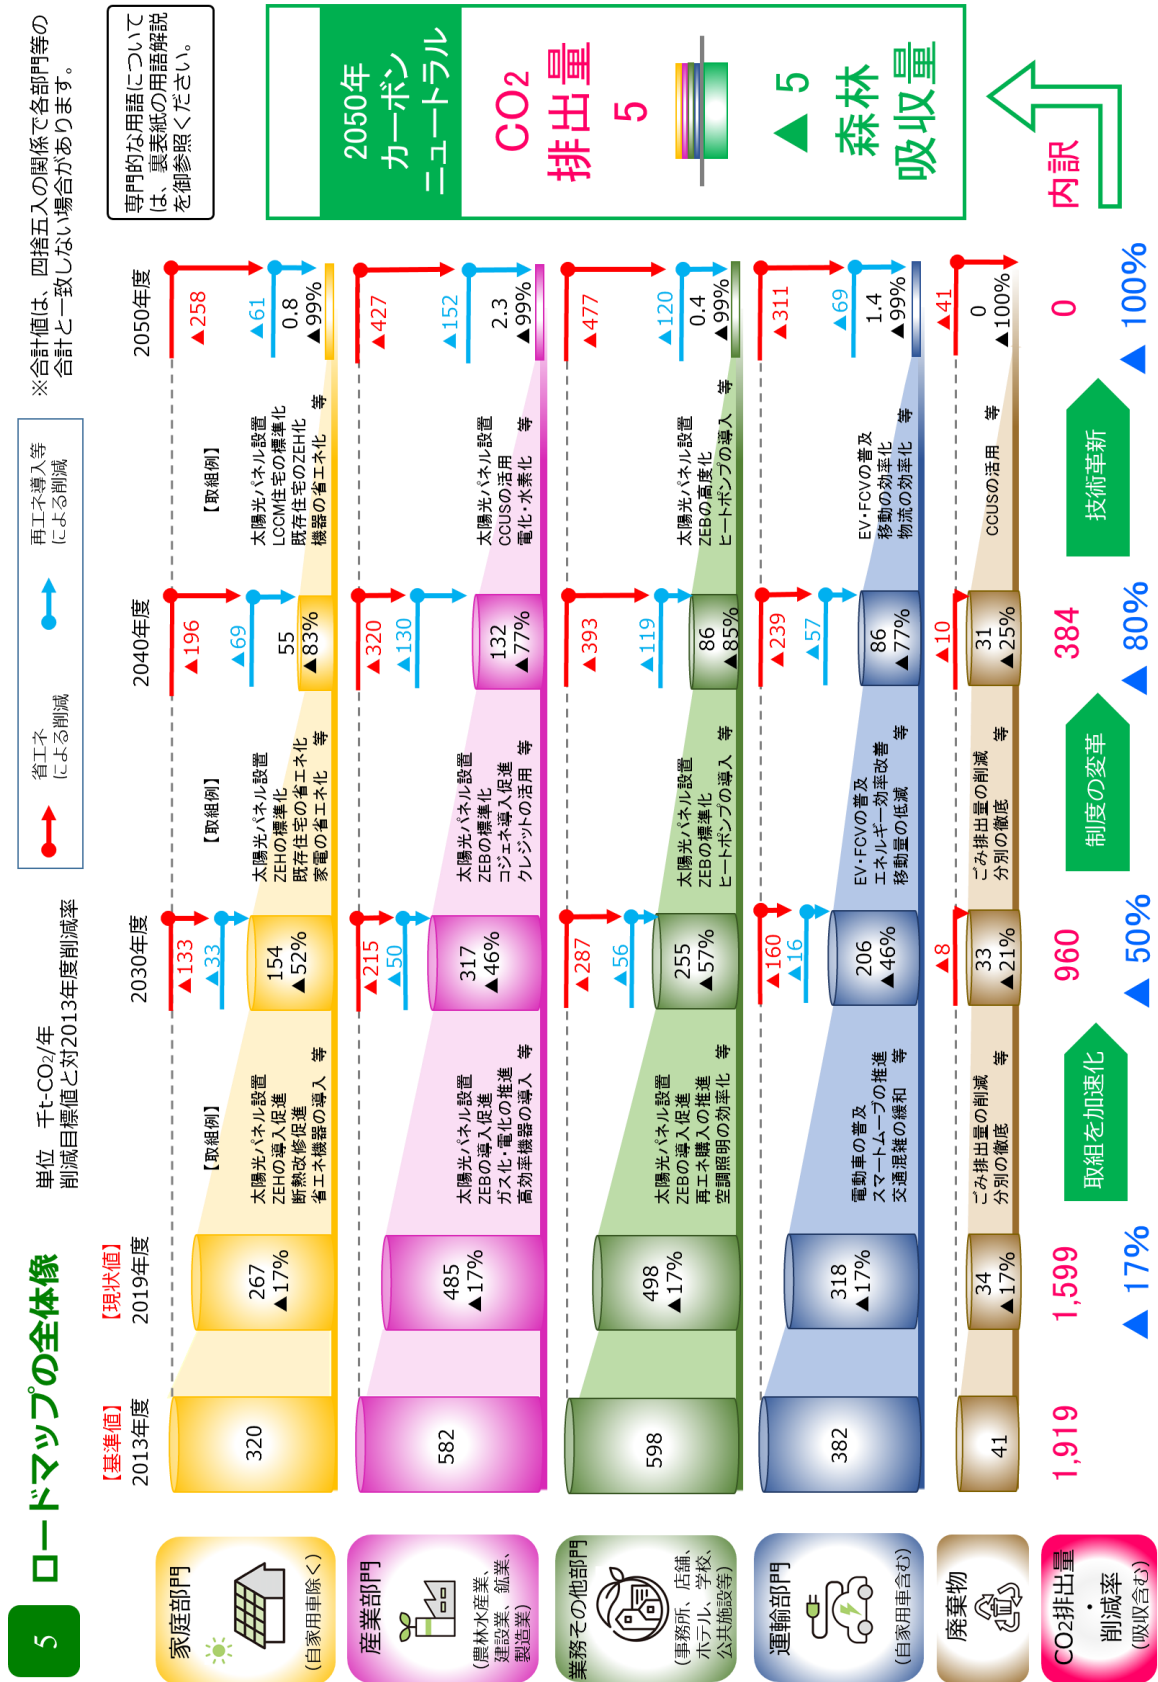 5
ロードマップの全体像
単位　千t-CO₂/年
削減目標値と対2013年度削減率
省エネ
による削減
再エネ導入等
による削減
※合計値は、四捨五入の関係で各部門等の
合計と一致しない場合があります。
専門的な用語について
は、裏表紙の用語解説
を御参照ください。
【基準値】
2013年度
【現状値】
2019年度
2030年度
2040年度
2050年度
家庭部門
(自家用車除く)
320
267
▲17%
【取組例】
太陽光パネル設置
ZEHの導入促進
断熱改修促進
省エネ機器の導入　等
▲133
▲33
154
▲52%
【取組例】
太陽光パネル設置
ZEHの標準化
既存住宅の省エネ化
家電の省エネ化　等
▲196
▲69
55
▲83%
【取組例】
太陽光パネル設置
LCCM住宅の標準化
既存住宅のZEH化
機器の省エネ化　等
▲258
▲61
0.8
▲99%
産業部門
(農林水産業、
建設業、鉱業、
製造業)
582
485
▲17%
太陽光パネル設置
ZEBの導入促進
ガス化・電化の推進
高効率機器の導入　等
▲215
▲50
317
▲46%
太陽光パネル設置
ZEBの標準化
コジェネ導入促進
クレジットの活用　等
▲320
▲130
132
▲77%
太陽光パネル設置
CCUSの活用
電化・水素化　等
▲427
▲152
2.3
▲99%
業務その他部門
(事務所、店舗、
ホテル、学校、
公共施設等)
598
498
▲17%
太陽光パネル設置
ZEBの導入促進
再エネ購入の推進
空調照明の効率化　等
▲287
▲56
255
▲57%
太陽光パネル設置
ZEBの標準化
ヒートポンプの導入　等
▲393
▲119
86
▲85%
太陽光パネル設置
ZEBの高度化
ヒートポンプの導入　等
▲477
▲120
0.4
▲99%
運輸部門
(自家用車含む)
382
318
▲17%
電動車の普及
スマートムーブの推進
交通混雑の緩和　等
▲160
▲16
206
▲46%
EV・FCVの普及
エネルギー効率改善
移動量の低減　等
▲239
▲57
86
▲77%
EV・FCVの普及
移動の効率化
物流の効率化　等
▲311
▲69
1.4
▲99%
廃棄物
41
34
▲17%
ごみ排出量の削減
分別の徹底　等
▲8
33
▲21%
ごみ排出量の削減
分別の徹底　等
▲10
31
▲25%
CCUSの活用　等
▲41
0
▲100%
CO2排出量
・
削減率
(吸収含む)
1,919
1,599
▲ 17%
取組を加速化
960
▲ 50%
制度の変革
384
▲ 80%
技術革新
0
▲ 100%
内訳
2050年
カーボン
ニュートラル
CO₂
排出量
5
▲ 5
森林
吸収量